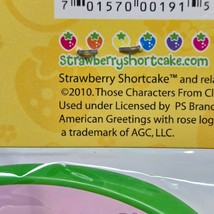 7 01570 00191 5
strawberryshortcake.com
Strawberry Shortcake™ and rela
©2010. Those Characters From Cl
Used under Licensed by PS Brand
American Greetings with rose logo
a trademark of AGC, LLC.